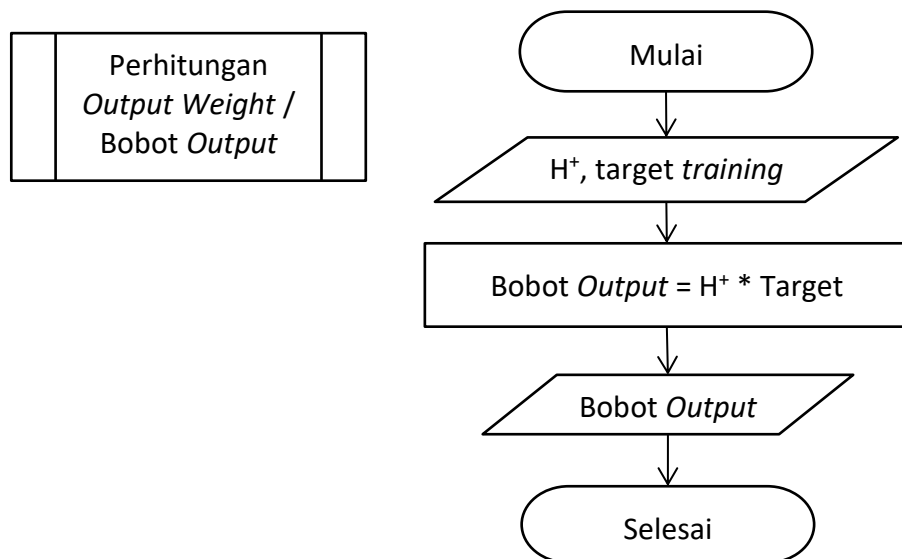 Perhitungan
Output Weight /
Bobot Output
Mulai
H⁺, target training
Bobot Output = H⁺ * Target
Bobot Output
Selesai